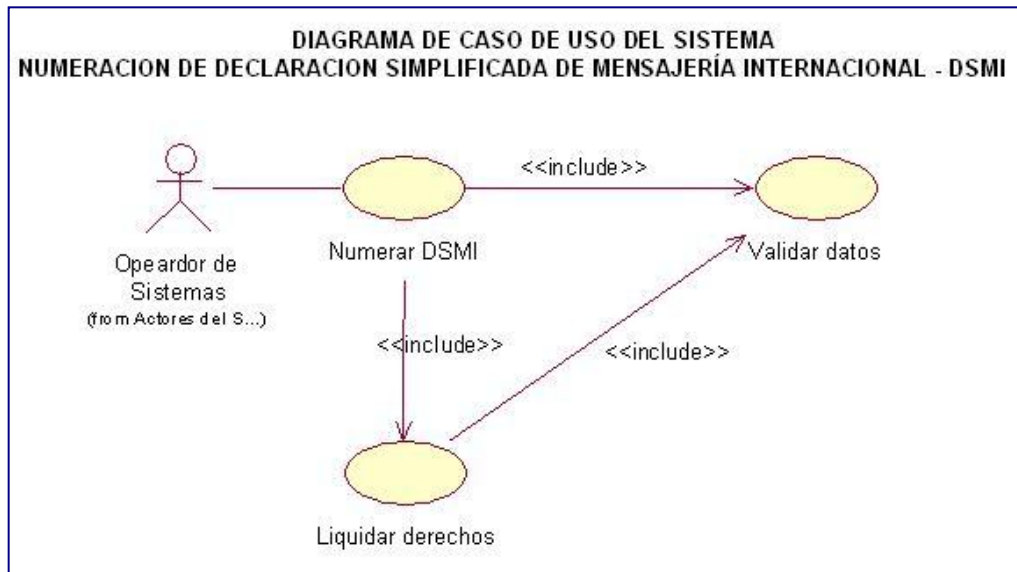 DIAGRAMA DE CASO DE USO DEL SISTEMA
NUMERACION DE DECLARACION SIMPLIFICADA DE MENSAJERÍA INTERNACIONAL - DSMI
<<include>>
Numerar DSMI
Validar datos
Opeardor de
Sistemas
(from Actores del S...)
<<include>>
<<include>>
Liquidar derechos